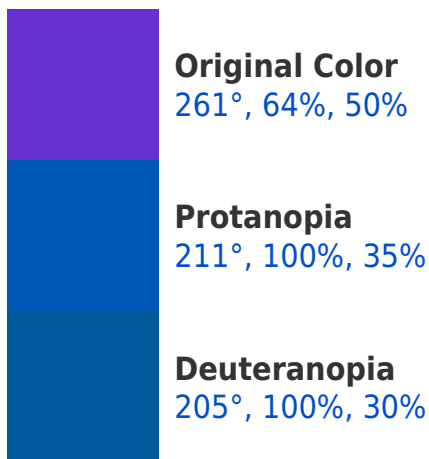 Original Color
261°, 64%, 50%
Protanopia
211°, 100%, 35%
Deuteranopia
205°, 100%, 30%